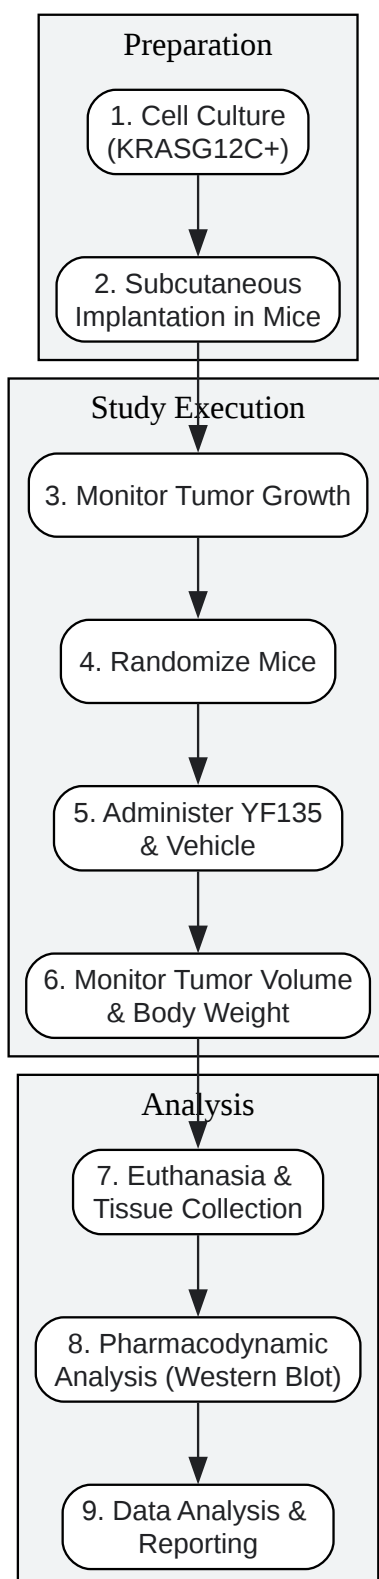 Preparation
1. Cell Culture
(KRASG12C+)
2. Subcutaneous
Implantation in Mice
Study Execution
3. Monitor Tumor Growth
4. Randomize Mice
5. Administer YF135
& Vehicle
6. Monitor Tumor Volume
& Body Weight
Analysis
7. Euthanasia &
Tissue Collection
8. Pharmacodynamic
Analysis (Western Blot)
9. Data Analysis &
Reporting